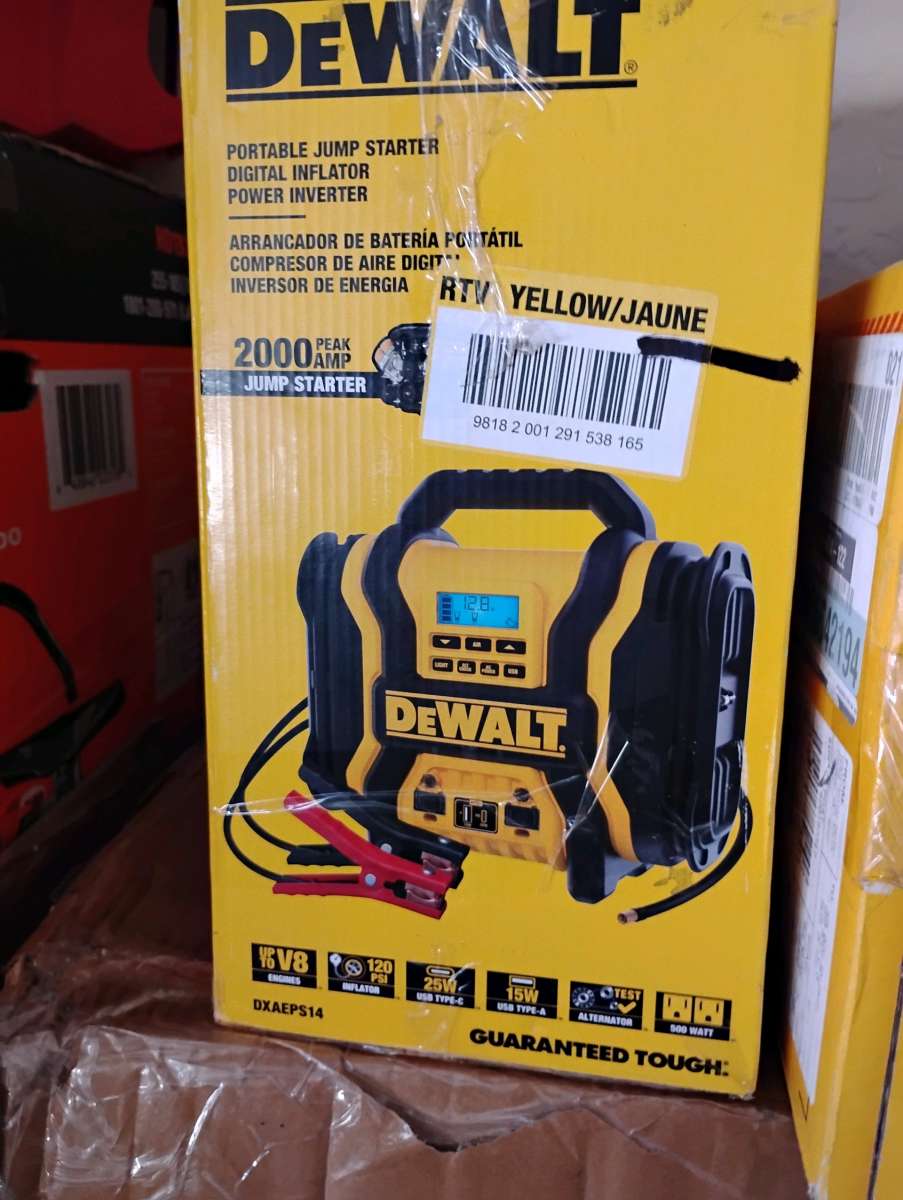 DEWALT®
PORTABLE JUMP STARTER
DIGITAL INFLATOR
POWER INVERTER
ARRANCADOR DE BATERÍA PORTÁTIL
COMPRESOR DE AIRE DIGITAL
INVERSOR DE ENERGIA
RTV YELLOW/JAUNE
2000 PEAK AMP
JUMP STARTER
9818 2 001 291 538 165
12.8
AIR
LIGHT
USB
DEWALT
UP TO V8
ENGINES
120 PSI
INFLATOR
25W
USB TYPE-C
15W
USB TYPE-A
TEST
ALTERNATOR
500 WATT
DXAEPS14
GUARANTEED TOUGH.